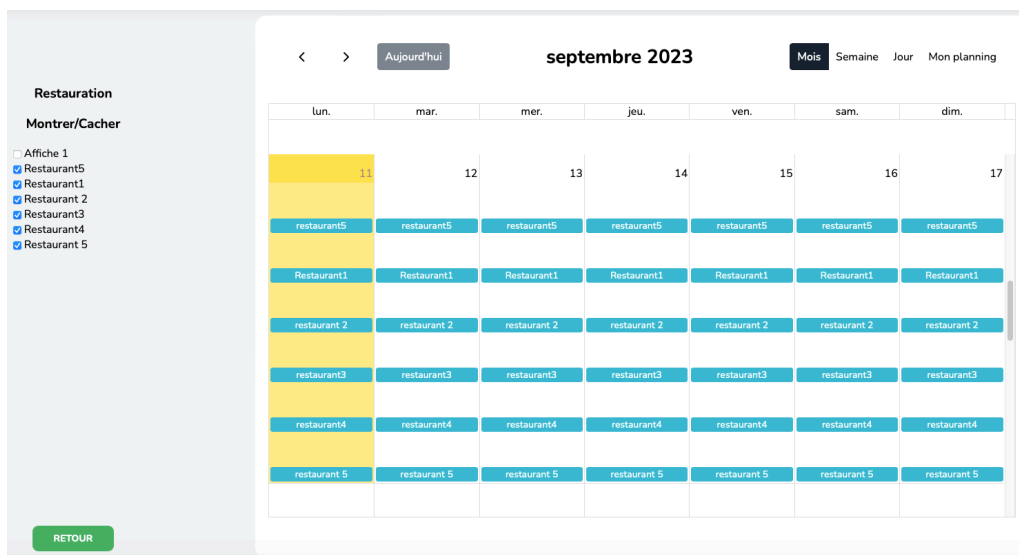 Restauration
Montrer/Cacher
Affiche 1
Restaurant5
Restaurant1
Restaurant 2
Restaurant3
Restaurant4
Restaurant 5
RETOUR
Aujourd'hui
septembre 2023
Mois Semaine Jour Mon planning
lun. mar. mer. jeu. ven. sam. dim.
11 12 13 14 15 16 17
restaurant5 restaurant5 restaurant5 restaurant5 restaurant5 restaurant5 restaurant5
Restaurant1 Restaurant1 Restaurant1 Restaurant1 Restaurant1 Restaurant1 Restaurant1
restaurant 2 restaurant 2 restaurant 2 restaurant 2 restaurant 2 restaurant 2 restaurant 2
restaurant3 restaurant3 restaurant3 restaurant3 restaurant3 restaurant3 restaurant3
restaurant4 restaurant4 restaurant4 restaurant4 restaurant4 restaurant4 restaurant4
restaurant 5 restaurant 5 restaurant 5 restaurant 5 restaurant 5 restaurant 5 restaurant 5